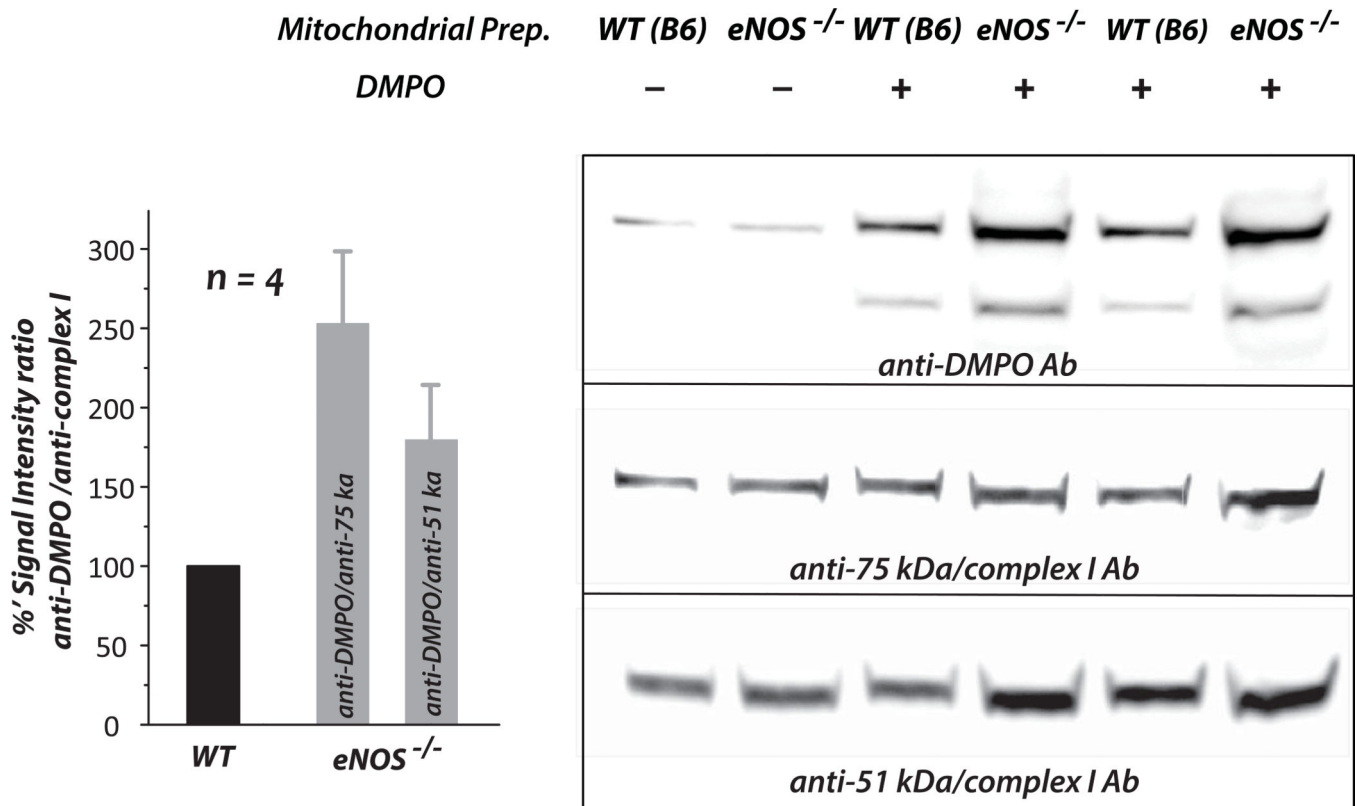 Mitochondrial Prep. WT (B6) eNOS -/- WT (B6) eNOS -/- WT (B6) eNOS -/-
DMPO – – + + + +
%' Signal Intensity ratio
anti-DMPO/anti-complex I
300
250
200
150
100
50
0
n = 4
anti-DMPO/anti-75 ka
anti-DMPO/anti-51 ka
WT eNOS -/-
anti-DMPO Ab
anti-75 kDa/complex I Ab
anti-51 kDa/complex I Ab